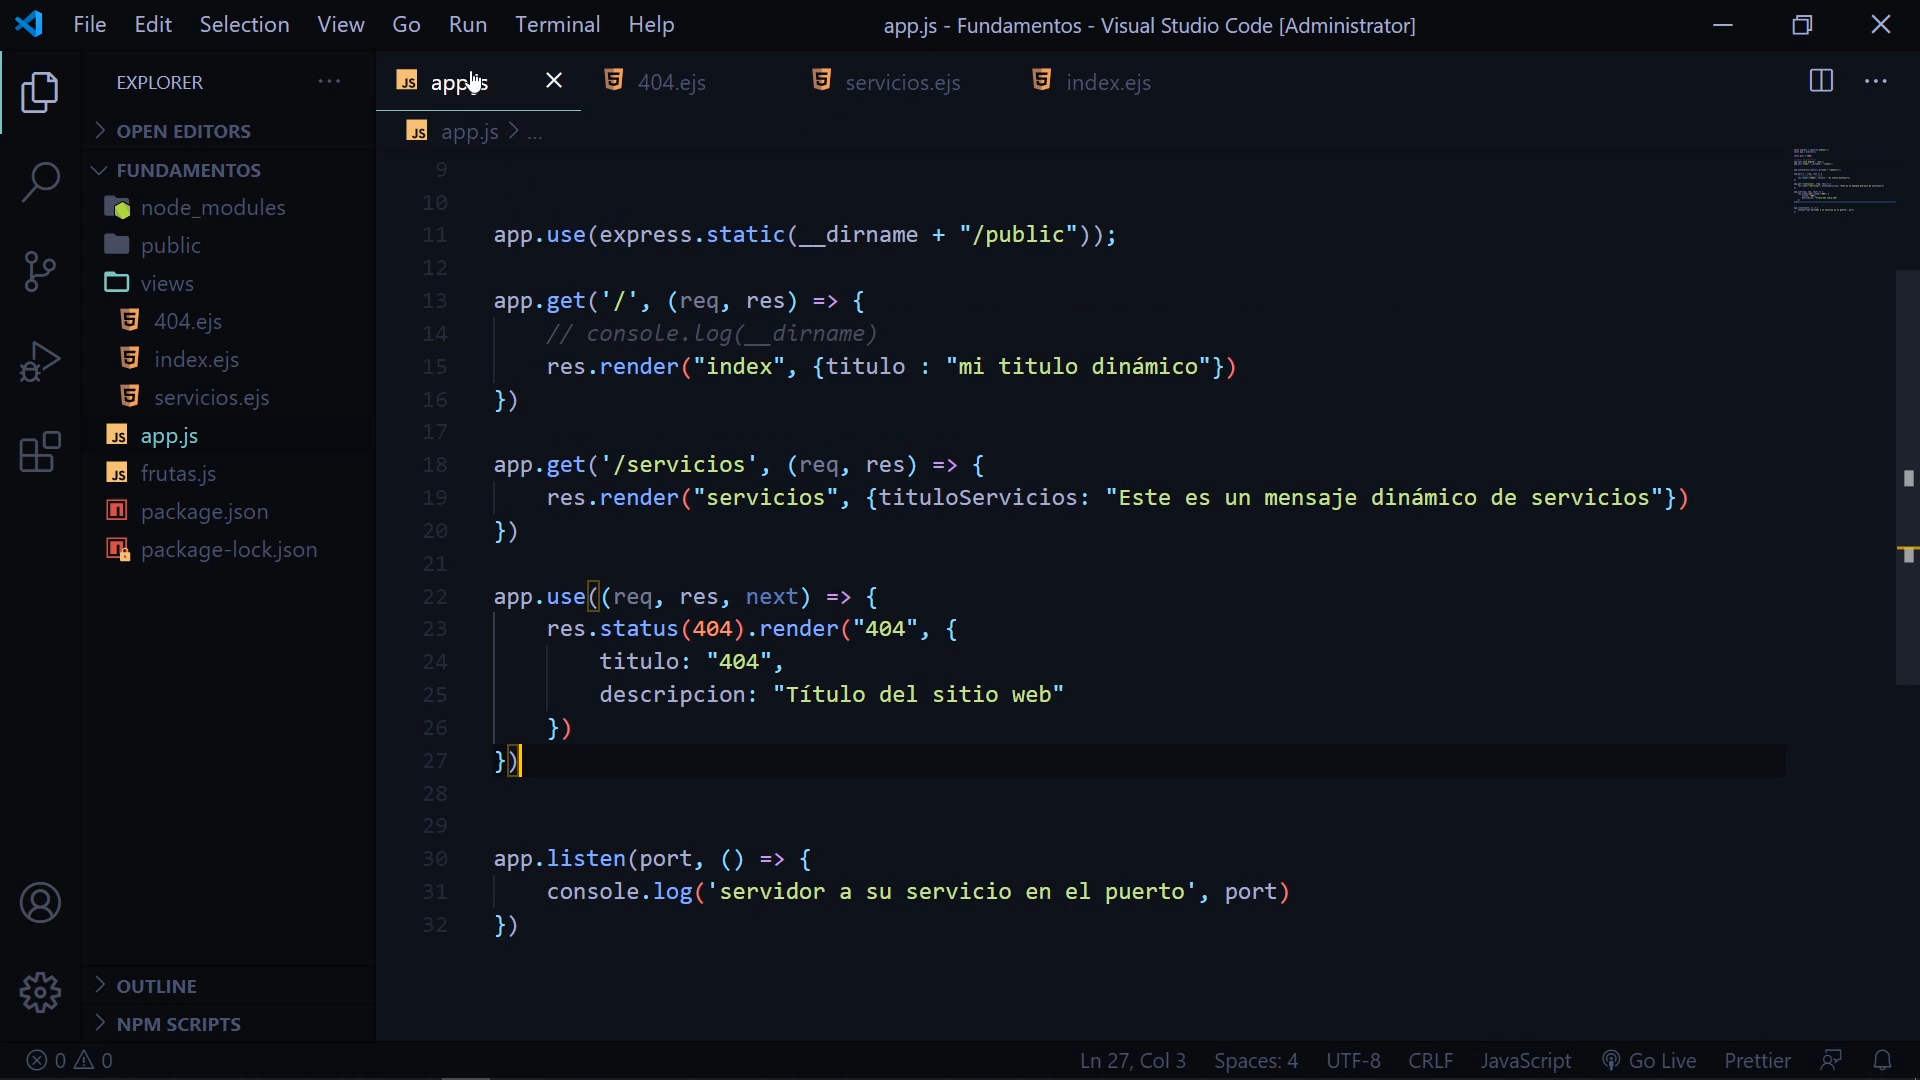 File Edit Selection View Go Run Terminal Help
app.js - Fundamentos - Visual Studio Code [Administrator]
EXPLORER
OPEN EDITORS
FUNDAMENTOS
node_modules
public
views
404.ejs
index.ejs
servicios.ejs
app.js
frutas.js
package.json
package-lock.json
OUTLINE
NPM SCRIPTS
JS app.js 404.ejs servicios.ejs index.ejs
JS app.js > ...
9
10
11 app.use(express.static(__dirname + "/public"));
12
13 app.get('/', (req, res) => {
14 // console.log(__dirname)
15 res.render("index", {titulo : "mi titulo dinámico"})
16 })
17
18 app.get('/servicios', (req, res) => {
19 res.render("servicios", {tituloServicios: "Este es un mensaje dinámico de servicios"})
20 })
21
22 app.use((req, res, next) => {
23 res.status(404).render("404", {
24 titulo: "404",
25 descripcion: "Título del sitio web"
26 })
27 })
28
29
30 app.listen(port, () => {
31 console.log('servidor a su servicio en el puerto', port)
32 })
0 0 Ln 27, Col 3 Spaces: 4 UTF-8 CRLF JavaScript Go Live Prettier